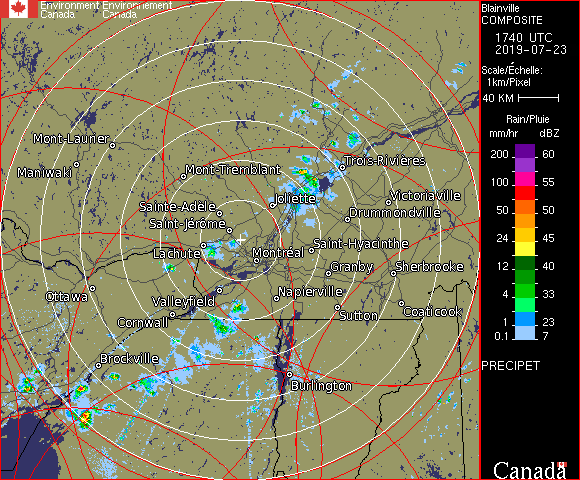 Environment Environnement
Canada Canada
Mont-Laurier
Maniwaki
Mont-Tremblant
Trois-Rivières
Sainte-Adèle
Joliette
Victoriaville
Drummondville
Saint-Jérôme
Saint-Hyacinthe
Lachute
Montréal
Granby
Sherbrooke
Ottawa
Valleyfield
Napierville
Sutton
Coaticook
Cornwall
Brockville
Burlington
Blainville
COMPOSITE
1740 UTC
2019-07-23
Scale/Échelle:
1km/Pixel
40 KM
Rain/Pluie
mm/hr dBZ
200 60
100 55
50 50
24 45
12 40
4 33
1 23
0.1 7
PRECIPET
Canada